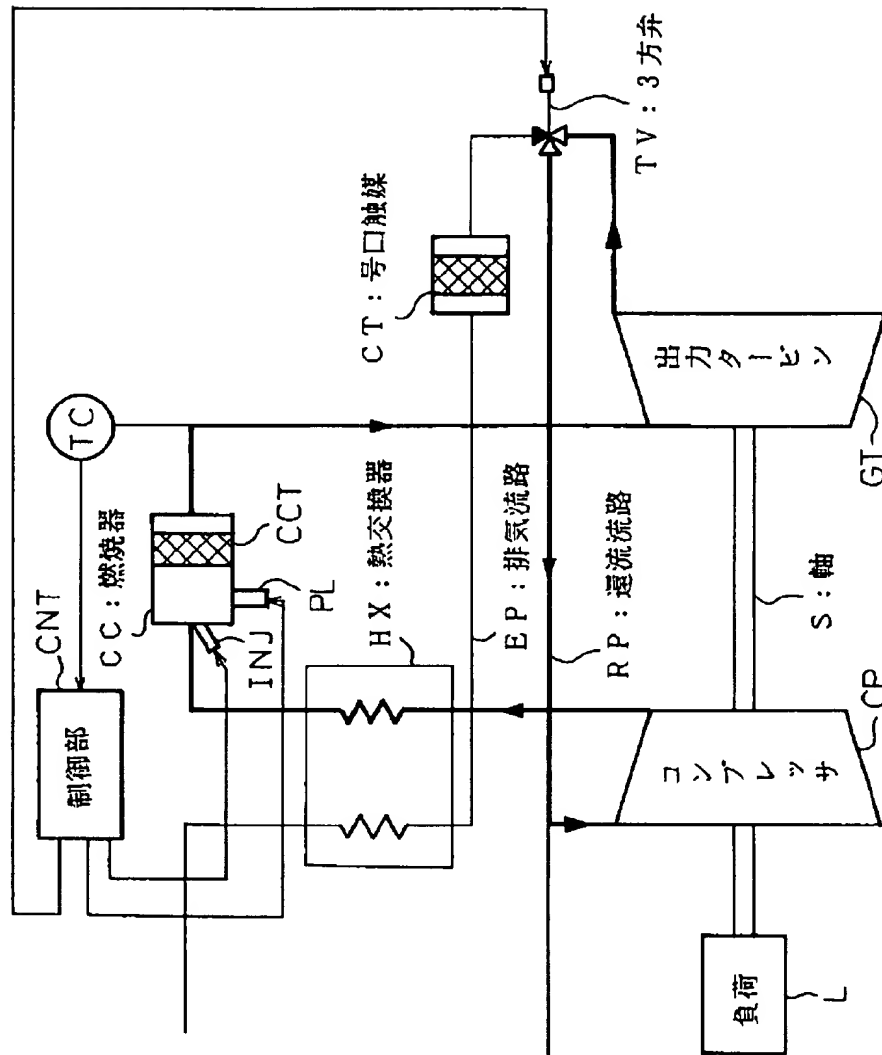 制御部
CNT
TC
CC:燃焼器
CCT
PL
INJ
HX:熱交換器
CT:号口触媒
TV:3方弁
EP:排気流路
RP:還流流路
コンプレッサ
CP
S:軸
出力タービン
GT
負荷
L